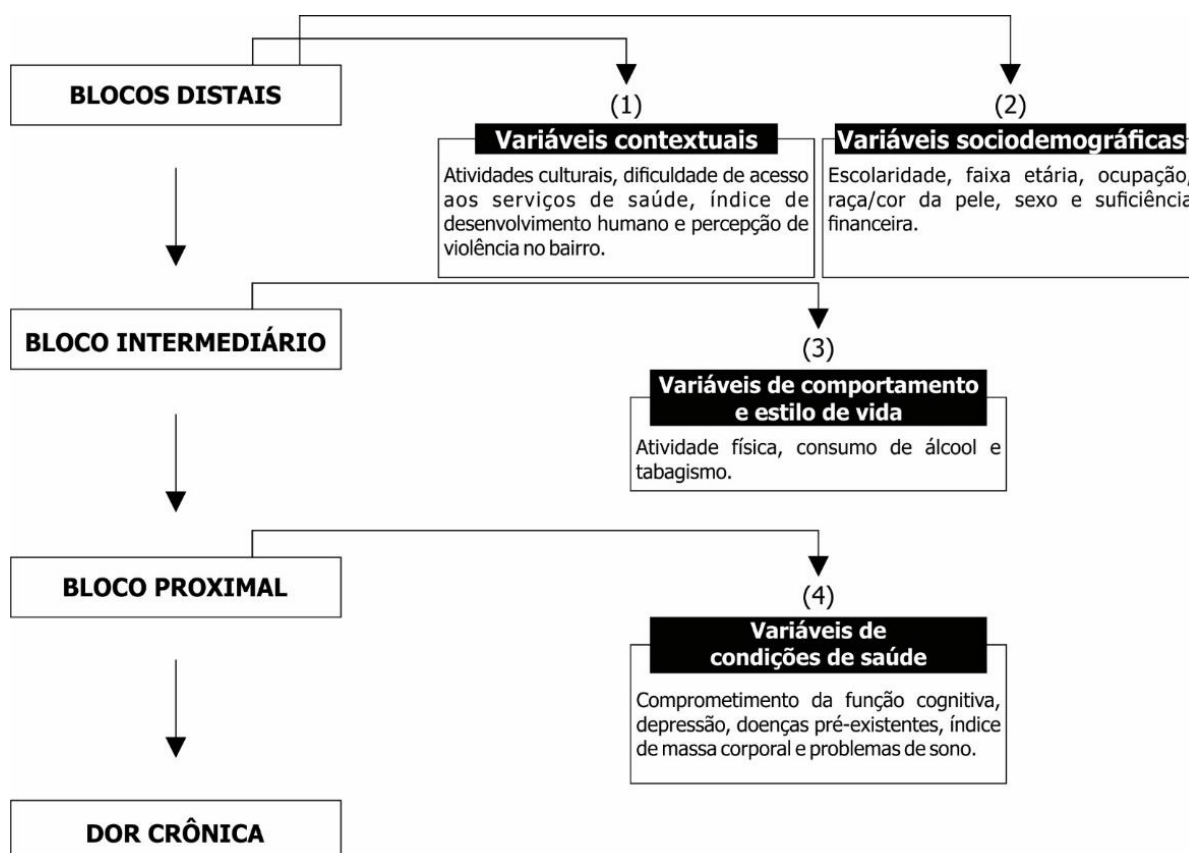 BLOCOS DISTAIS
(1)
Variáveis contextuais
Atividades culturais, dificuldade de acesso
aos serviços de saúde, índice de
desenvolvimento humano e percepção de
violência no bairro.
(2)
Variáveis sociodemográficas
Escolaridade, faixa etária, ocupação,
raça/cor da pele, sexo e suficiência
financeira.
BLOCO INTERMEDIÁRIO
(3)
Variáveis de comportamento
e estilo de vida
Atividade física, consumo de álcool e
tabagismo.
BLOCO PROXIMAL
(4)
Variáveis de
condições de saúde
Comprometimento da função cognitiva,
depressão, doenças pré-existentes, índice
de massa corporal e problemas de sono.
DOR CRÔNICA